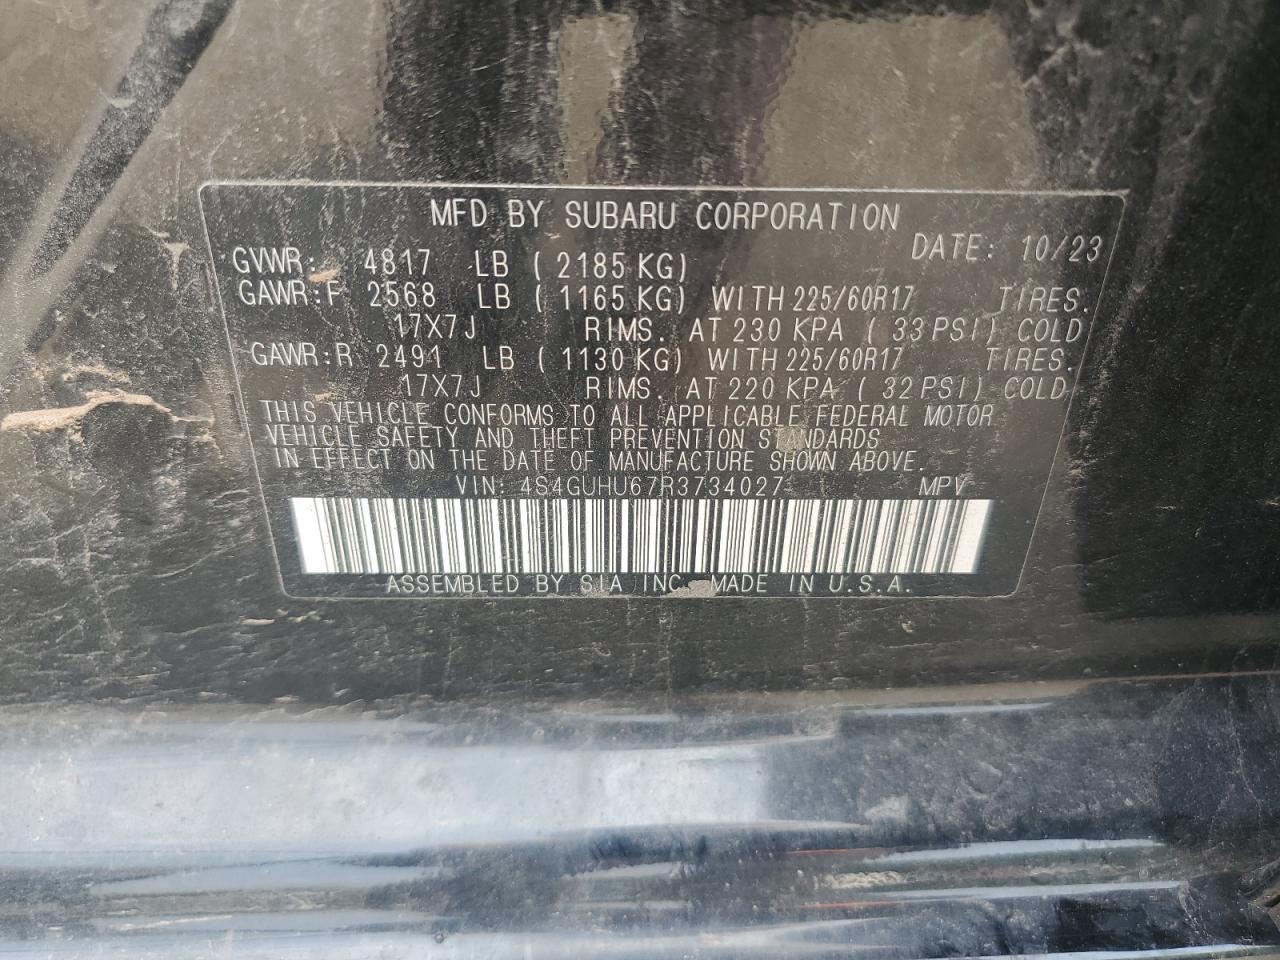 MFD BY SUBARU CORPORATION
DATE: 10/23
GVWR: 4817 LB ( 2185 KG)
GAWR:F 2568 LB ( 1165 KG) WITH 225/60R17 TIRES.
17X7J RIMS. AT 230 KPA ( 33 PSI) COLD
GAWR:R 2491 LB ( 1130 KG) WITH 225/60R17 TIRES.
17X7J RIMS. AT 220 KPA ( 32 PSI) COLD
THIS VEHICLE CONFORMS TO ALL APPLICABLE FEDERAL MOTOR
VEHICLE SAFETY AND THEFT PREVENTION STANDARDS
IN EFFECT ON THE DATE OF MANUFACTURE SHOWN ABOVE.
VIN: 4S4GUHU67R3734027 MPV
ASSEMBLED BY SIA INC. MADE IN U.S.A.